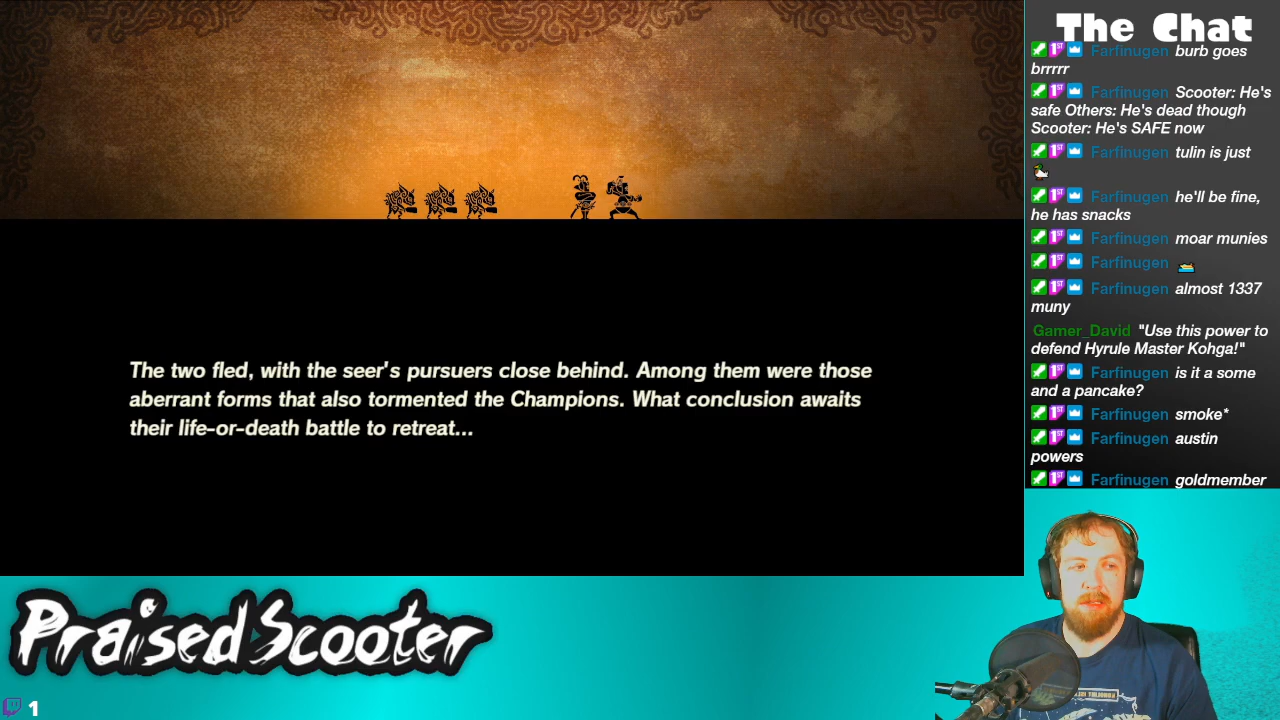 The two fled, with the seer's pursuers close behind. Among them were those
aberrant forms that also tormented the Champions. What conclusion awaits
their life-or-death battle to retreat...
The Chat
Farfinugen burb goes
brrrrr
Farfinugen Scooter: He's
safe Others: He's dead though
Scooter: He's SAFE now
Farfinugen tulin is just
Farfinugen he'll be fine,
he has snacks
Farfinugen moar munies
Farfinugen
Farfinugen almost 1337
muny
Gamer_David "Use this power to
defend Hyrule Master Kohga!"
Farfinugen is it a some
and a pancake?
Farfinugen smoke*
Farfinugen austin
powers
Farfinugen goldmember
PraisedScooter
1